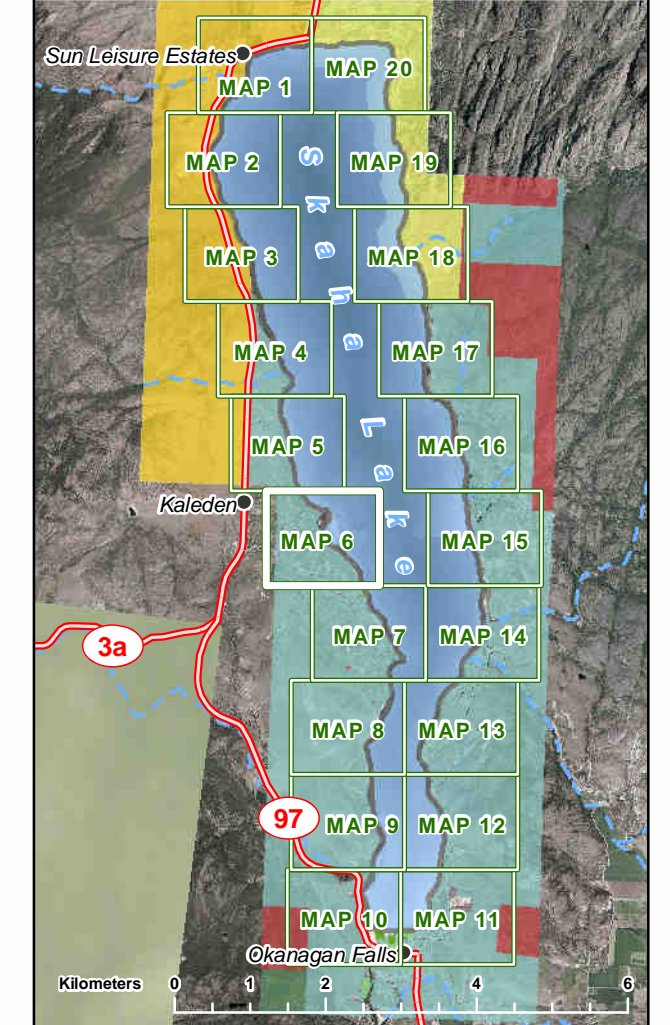 Sun Leisure Estates
MAP 20
MAP 1
MAP 2
MAP 19
MAP 3
MAP 18
MAP 4
MAP 17
MAP 5
MAP 16
Skaha Lake
Kaleden
MAP 6
MAP 15
3a
MAP 7
MAP 14
MAP 8
MAP 13
97
MAP 9
MAP 12
MAP 10
MAP 11
Okanagan Falls
Kilometers 0 1 2 4 6